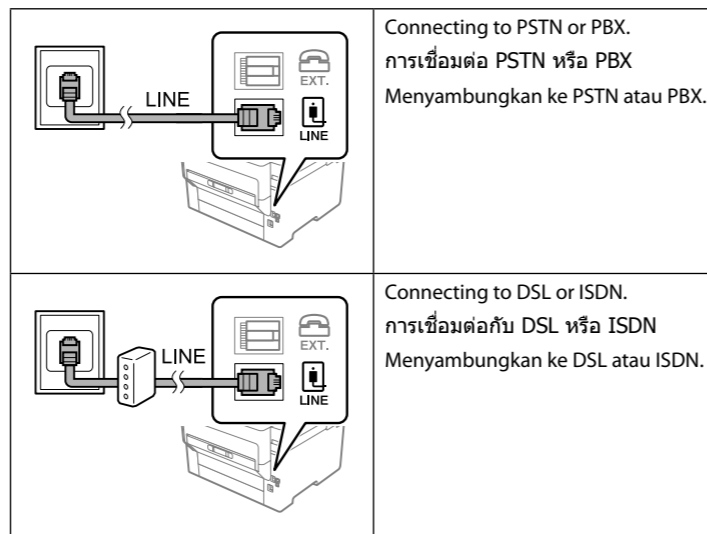 EXT.
LINE
LINE
Connecting to PSTN or PBX.
การเชื่อมต่อ PSTN หรือ PBX
Menyambungkan ke PSTN atau PBX.
EXT.
LINE
LINE
Connecting to DSL or ISDN.
การเชื่อมต่อกับ DSL หรือ ISDN
Menyambungkan ke DSL atau ISDN.